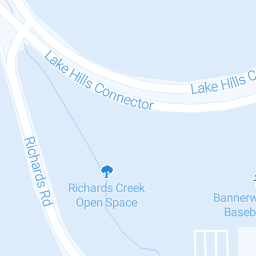 Lake Hills Connector
Lake Hills C
Richards Rd
Richards Creek
Open Space
Bannerw
Baseb